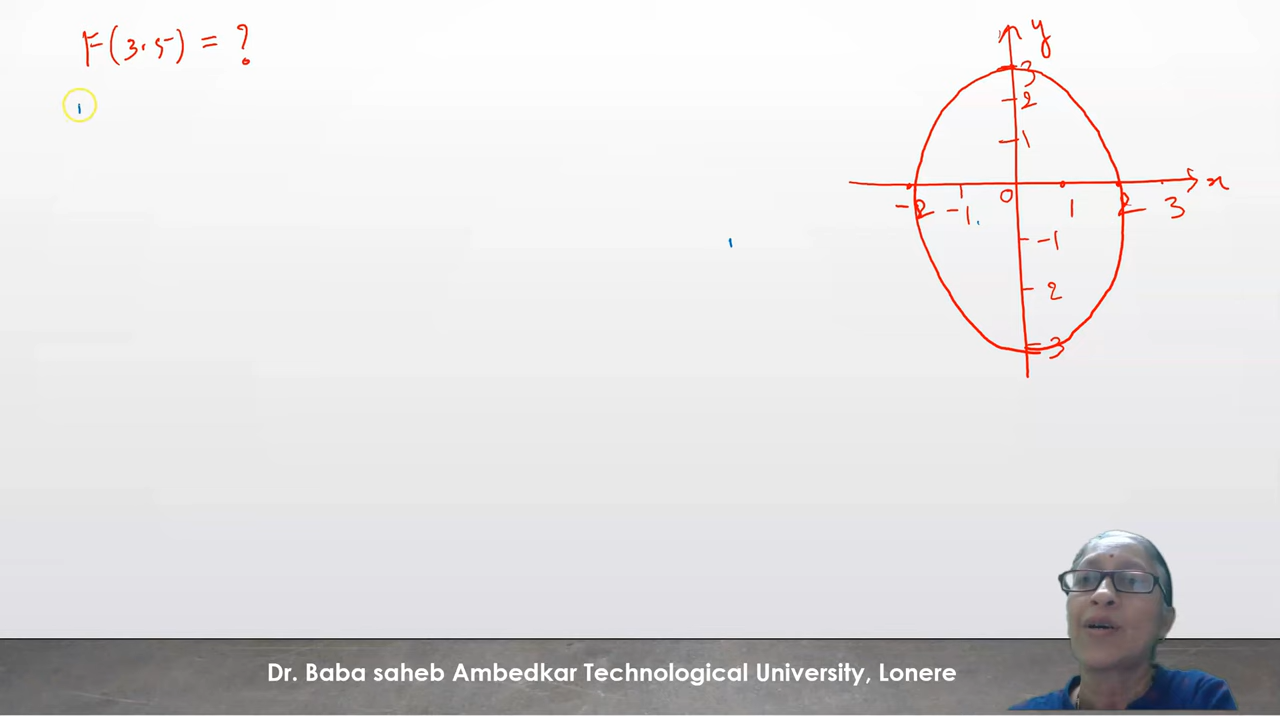 F(3.5) = ?
y
3
2
1
x
-2 -1 0 1 2 3
-1
2
-3
Dr. Baba saheb Ambedkar Technological University, Lonere